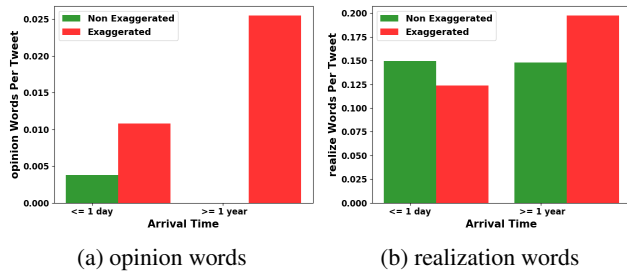 opinion Words Per Tweet
0.025
0.020
0.015
0.010
0.005
0.000
Non Exaggerated
Exaggerated
<= 1 day
>= 1 year
Arrival Time
(a) opinion words
realize Words Per Tweet
0.200
0.175
0.150
0.125
0.100
0.075
0.050
0.025
0.000
Non Exaggerated
Exaggerated
<= 1 day
>= 1 year
Arrival Time
(b) realization words